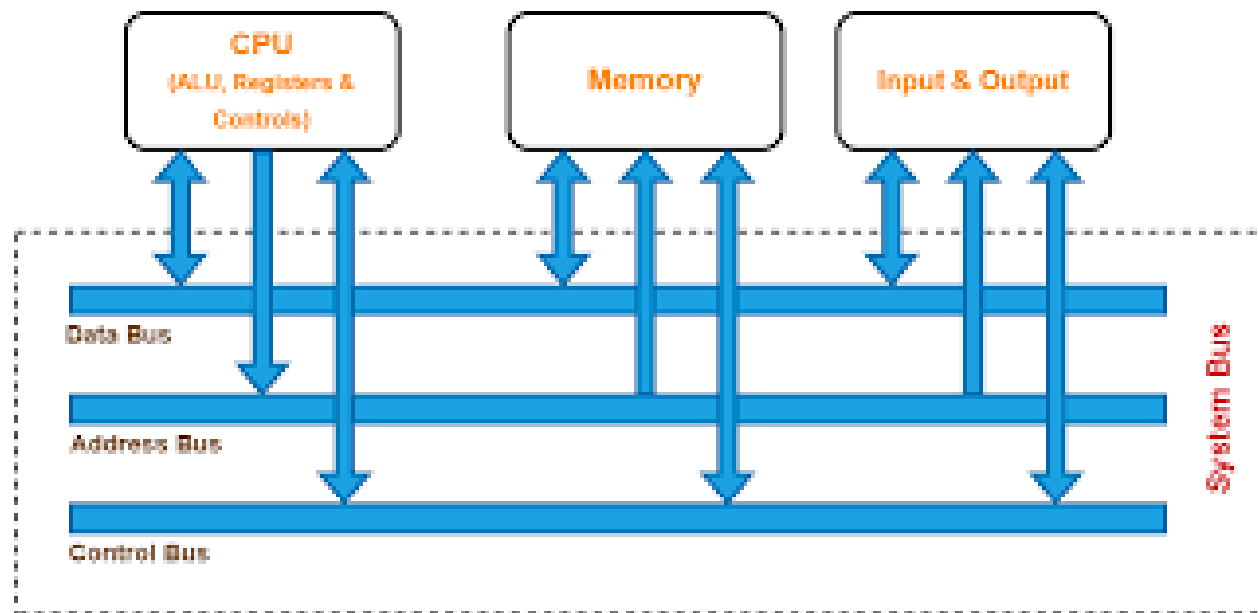 CPU
(ALU, Registers &
Controls)
Memory
Input & Output
Data Bus
Address Bus
Control Bus
System Bus